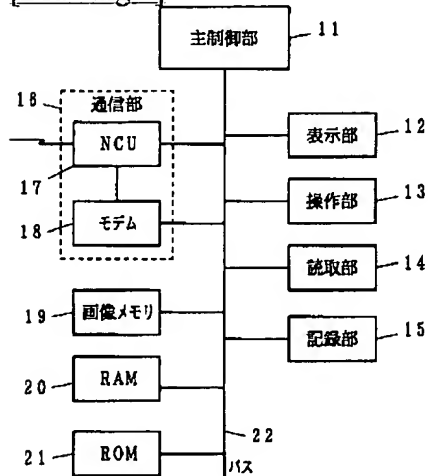 主制御部 11
16 通信部
NCU
17
18 モデム
表示部 12
操作部 13
読取部 14
記録部 15
19 画像メモリ
20 RAM
21 ROM
22
バス